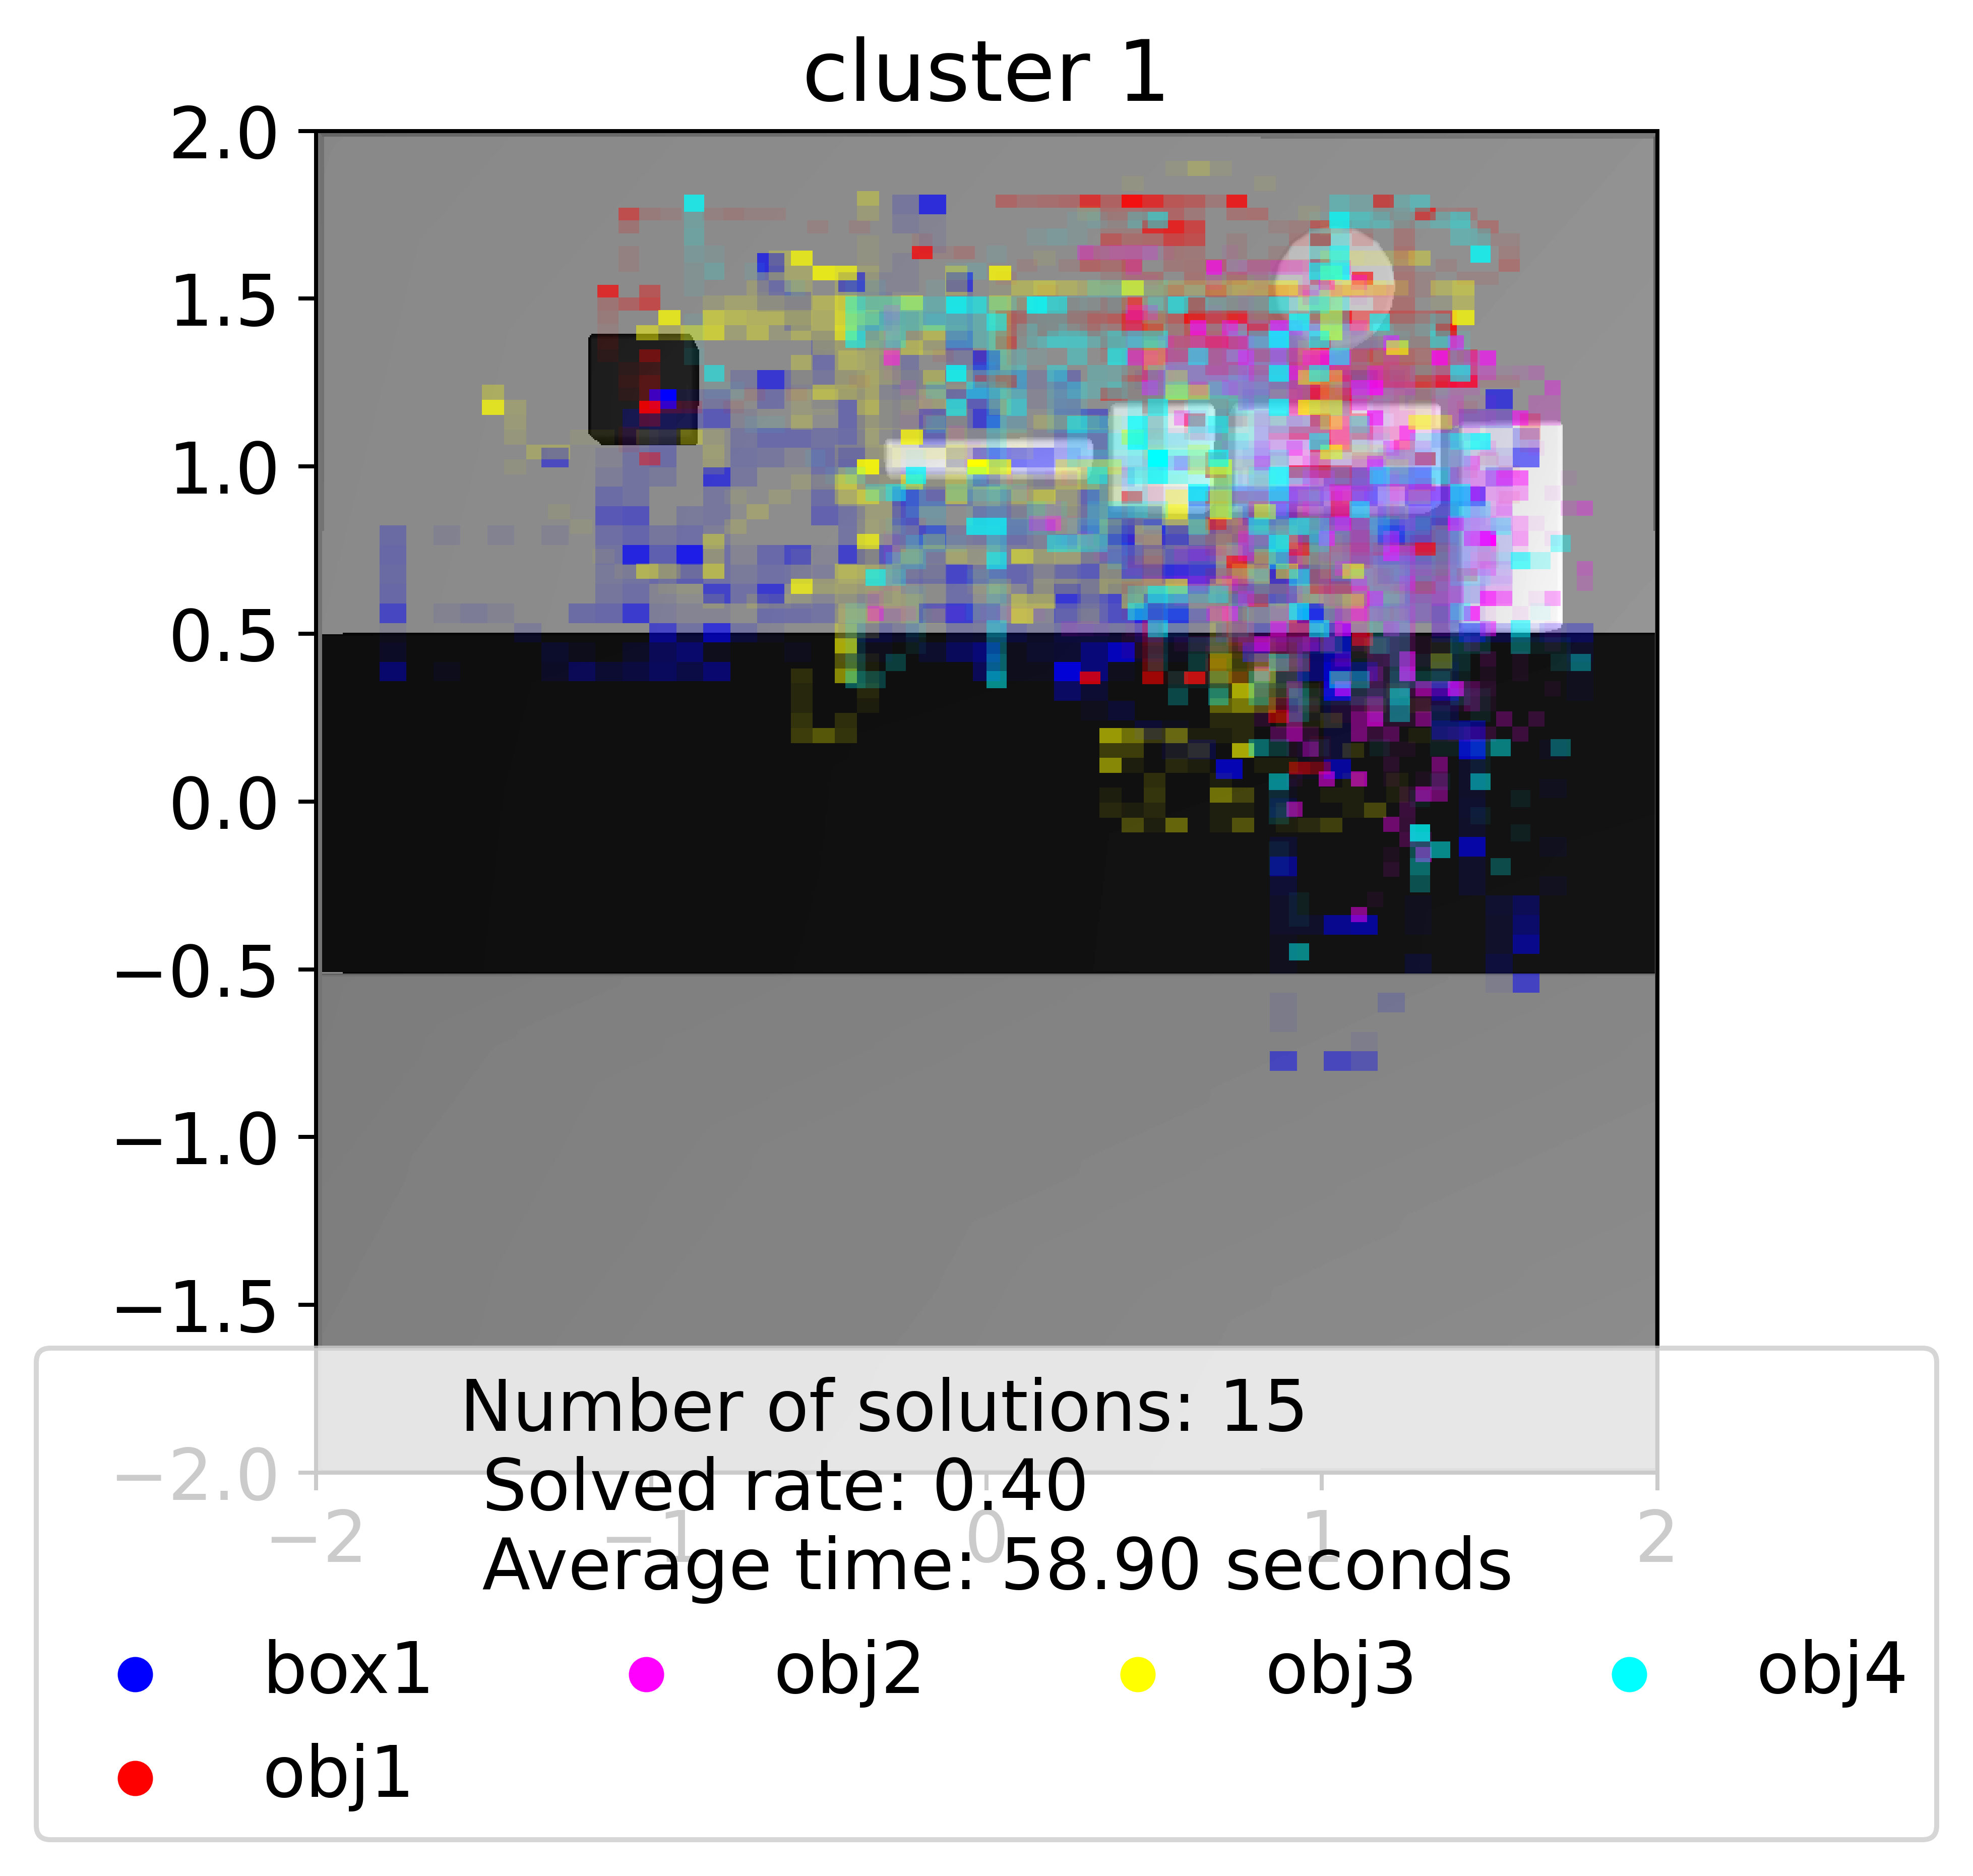 cluster 1
2.0
1.5
1.0
0.5
0.0
−0.5
−1.0
−1.5
−2.0
−2 −1 0 1 2
Number of solutions: 15
Solved rate: 0.40
Average time: 58.90 seconds
box1 obj2 obj3 obj4
obj1